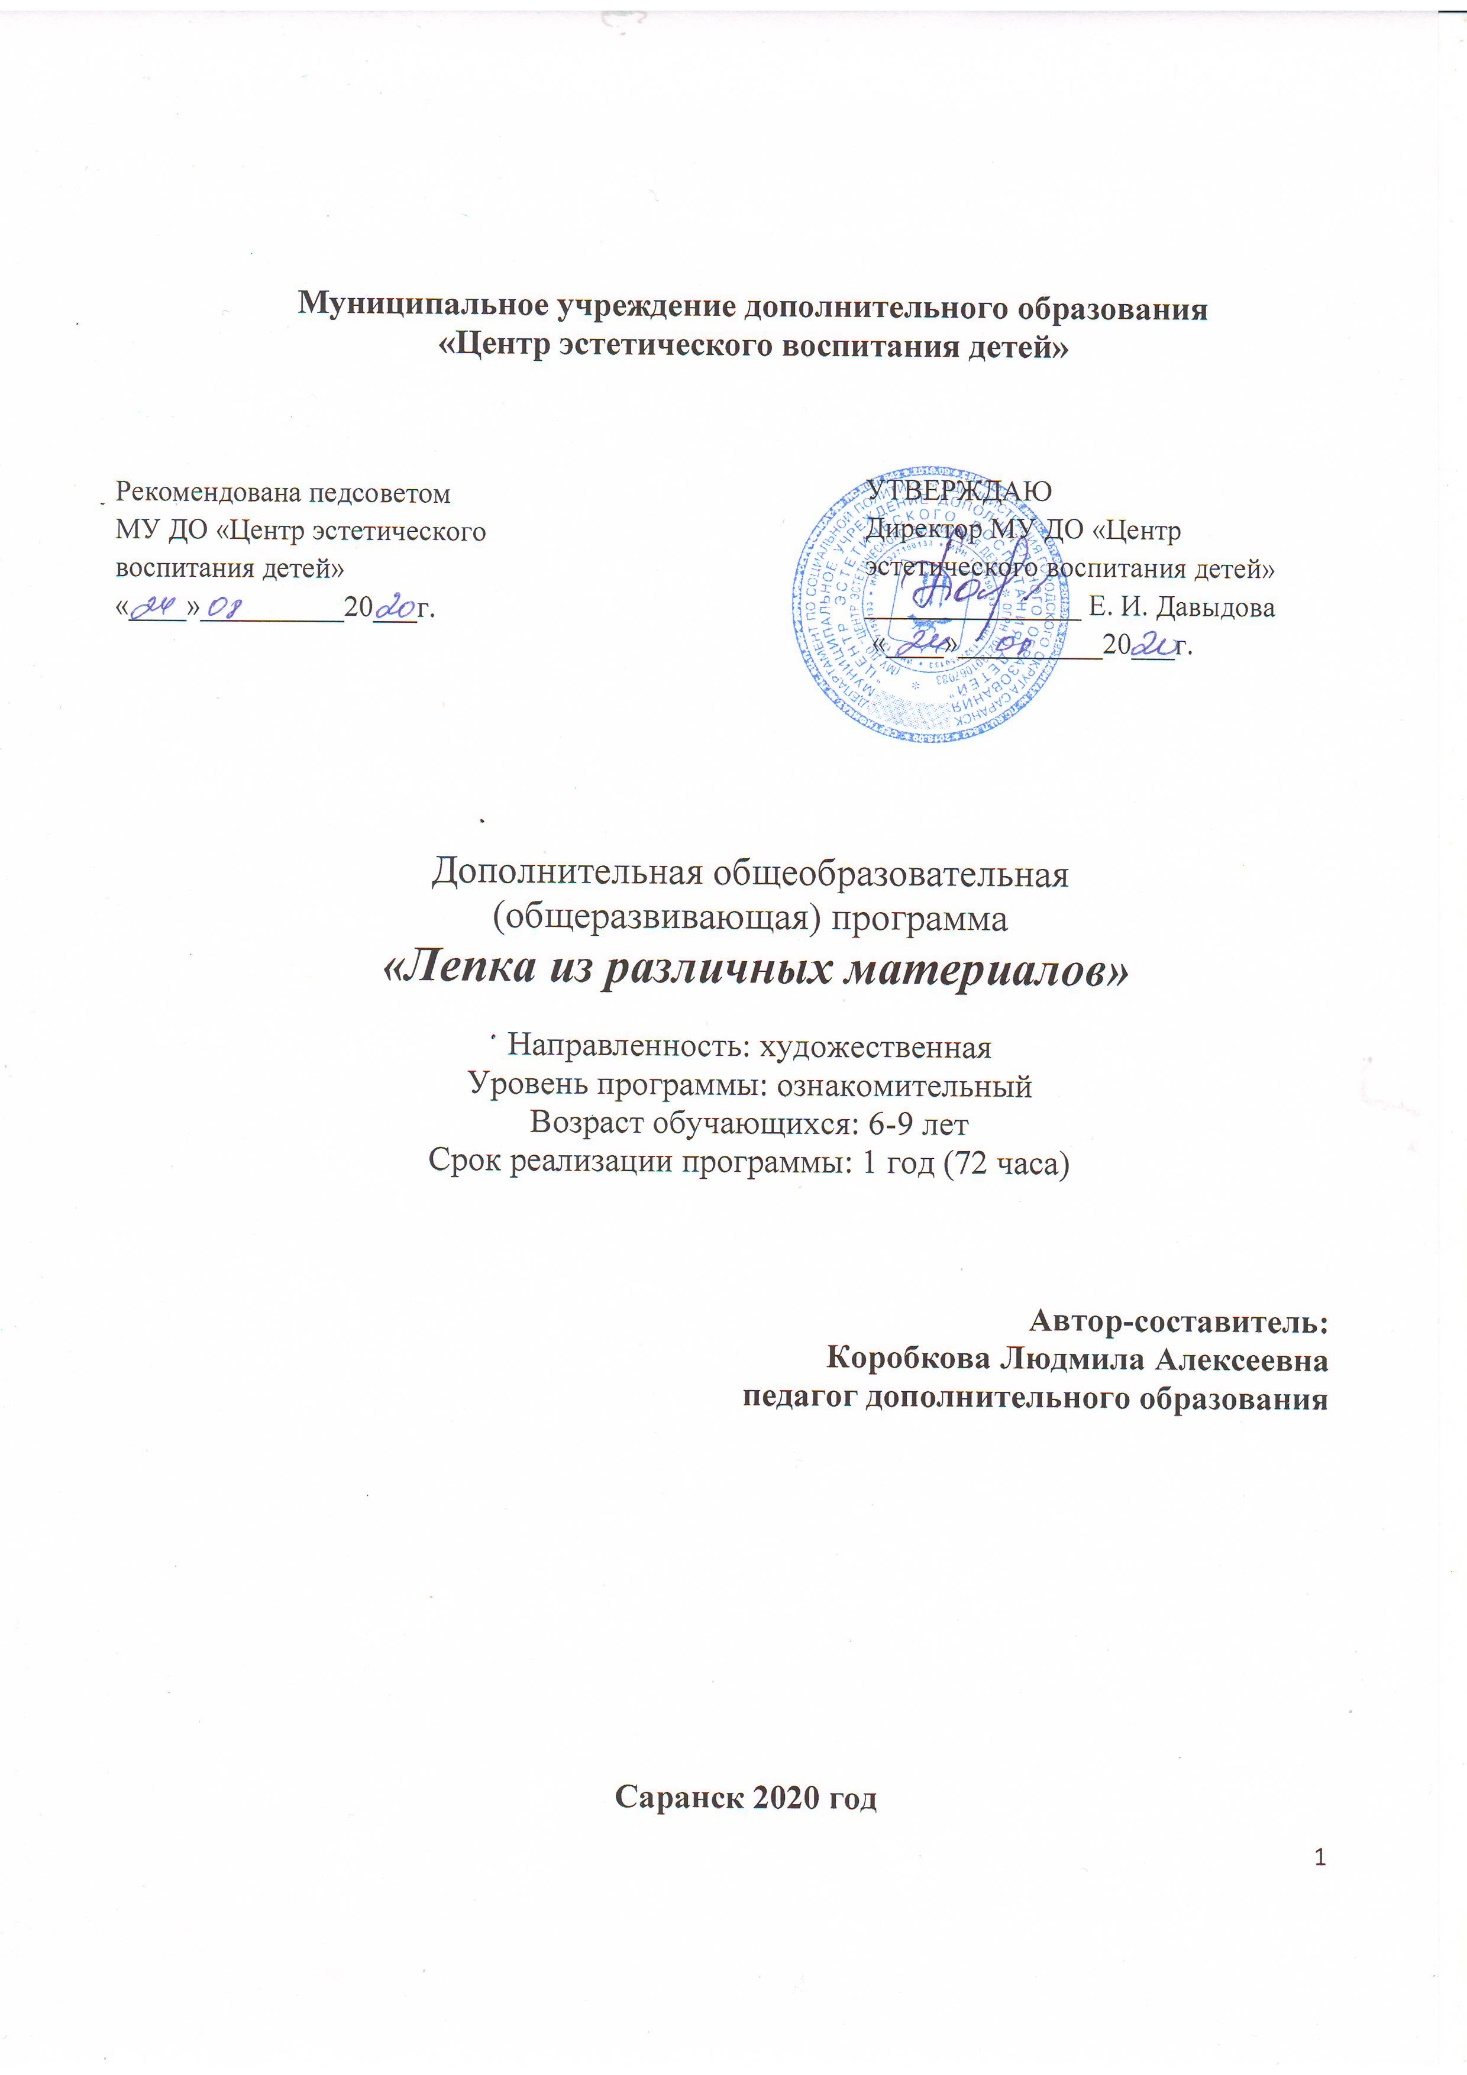 Муниципальное учреждение дополнительного образования
«Центр эстетического воспитания детей»
Рекомендована педсоветом
МУ ДО «Центр эстетического
воспитания детей»
«24» 08 2020г.
УТВЕРЖДАЮ
Директор МУ ДО «Центр
эстетического воспитания детей»
Е. И. Давыдова
«24» 20 г.
Дополнительная общеобразовательная
(общеразвивающая) программа
«Лепка из различных материалов»
Направленность: художественная
Уровень программы: ознакомительный
Возраст обучающихся: 6-9 лет
Срок реализации программы: 1 год (72 часа)
Автор-составитель:
Коробкова Людмила Алексеевна
педагог дополнительного образования
Саранск 2020 год
1